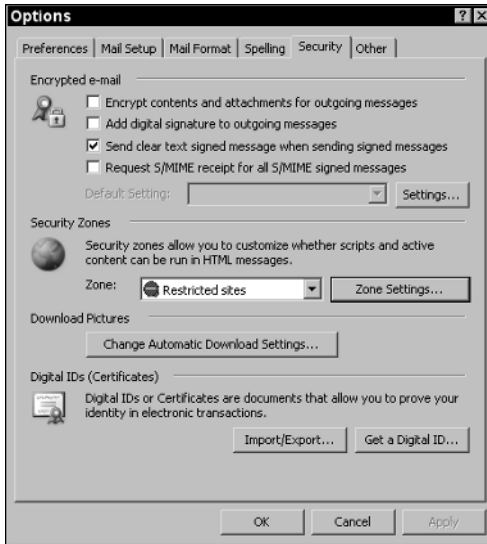 Options
Preferences Mail Setup Mail Format Spelling Security Other
Encrypted e-mail
Encrypt contents and attachments for outgoing messages
Add digital signature to outgoing messages
Send clear text signed message when sending signed messages
Request S/MIME receipt for all S/MIME signed messages
Default Setting: Settings...
Security Zones
Security zones allow you to customize whether scripts and active
content can be run in HTML messages.
Zone: Restricted sites Zone Settings...
Download Pictures
Change Automatic Download Settings...
Digital IDs (Certificates)
Digital IDs or Certificates are documents that allow you to prove your
identity in electronic transactions.
Import/Export... Get a Digital ID...
OK Cancel Apply